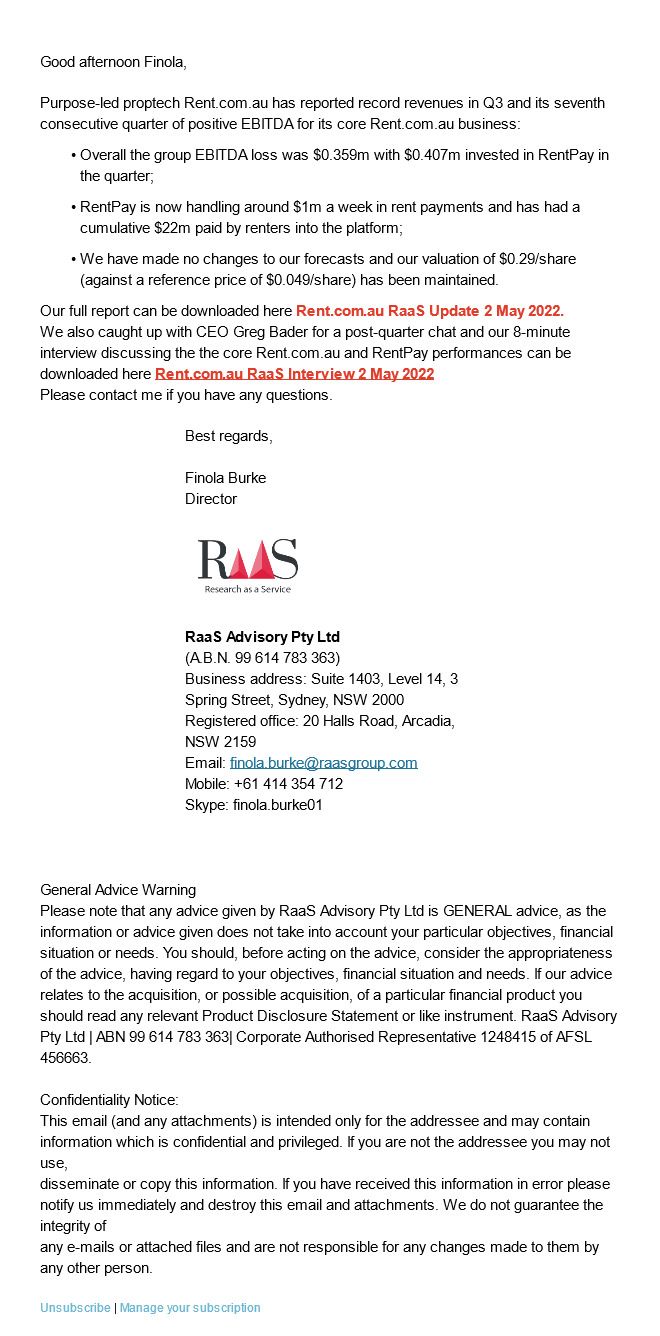 Good afternoon Finola,
Purpose-led proptech Rent.com.au has reported record revenues in Q3 and its seventh
consecutive quarter of positive EBITDA for its core Rent.com.au business:
• Overall the group EBITDA loss was $0.359m with $0.407m invested in RentPay in
the quarter;
• RentPay is now handling around $1m a week in rent payments and has had a
cumulative $22m paid by renters into the platform;
• We have made no changes to our forecasts and our valuation of $0.29/share
(against a reference price of $0.049/share) has been maintained.
Our full report can be downloaded here Rent.com.au RaaS Update 2 May 2022.
We also caught up with CEO Greg Bader for a post-quarter chat and our 8-minute
interview discussing the the core Rent.com.au and RentPay performances can be
downloaded here Rent.com.au RaaS Interview 2 May 2022
Please contact me if you have any questions.
Best regards,
Finola Burke
Director
RaaS
Research as a Service
RaaS Advisory Pty Ltd
(A.B.N. 99 614 783 363)
Business address: Suite 1403, Level 14, 3
Spring Street, Sydney, NSW 2000
Registered office: 20 Halls Road, Arcadia,
NSW 2159
Email: finola.burke@raasgroup.com
Mobile: +61 414 354 712
Skype: finola.burke01
General Advice Warning
Please note that any advice given by RaaS Advisory Pty Ltd is GENERAL advice, as the
information or advice given does not take into account your particular objectives, financial
situation or needs. You should, before acting on the advice, consider the appropriateness
of the advice, having regard to your objectives, financial situation and needs. If our advice
relates to the acquisition, or possible acquisition, of a particular financial product you
should read any relevant Product Disclosure Statement or like instrument. RaaS Advisory
Pty Ltd | ABN 99 614 783 363| Corporate Authorised Representative 1248415 of AFSL
456663.
Confidentiality Notice:
This email (and any attachments) is intended only for the addressee and may contain
information which is confidential and privileged. If you are not the addressee you may not
use,
disseminate or copy this information. If you have received this information in error please
notify us immediately and destroy this email and attachments. We do not guarantee the
integrity of
any e-mails or attached files and are not responsible for any changes made to them by
any other person.
Unsubscribe | Manage your subscription